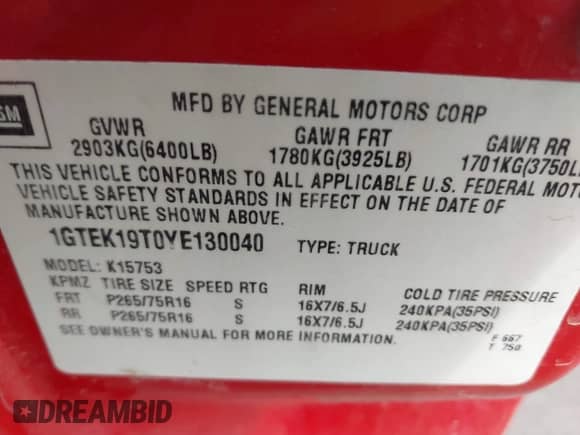 GM
MFD BY GENERAL MOTORS CORP
GVWR GAWR FRT GAWR RR
2903KG(6400LB) 1780KG(3925LB) 1701KG(3750L
THIS VEHICLE CONFORMS TO ALL APPLICABLE U.S. FEDERAL MOTO
VEHICLE SAFETY STANDARDS IN EFFECT ON THE DATE OF
MANUFACTURE SHOWN ABOVE.
1GTEK19T0YE130040 TYPE: TRUCK
MODEL: K15753
KPMZ TIRE SIZE SPEED RTG RIM COLD TIRE PRESSURE
FRT P265/75R16 S 16X7/6.5J 240KPA(35PSI)
RR P265/75R16 S 16X7/6.5J 240KPA(35PSI)
SEE OWNER'S MANUAL FOR MORE INFORMATION.
F 667
T 750
DREAMBID